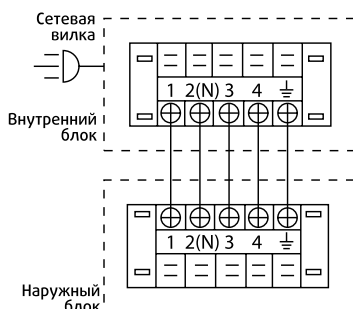 Сетевая
вилка
1 2(N) 3 4
Внутренний
блок
1 2(N) 3 4
Наружный
блок